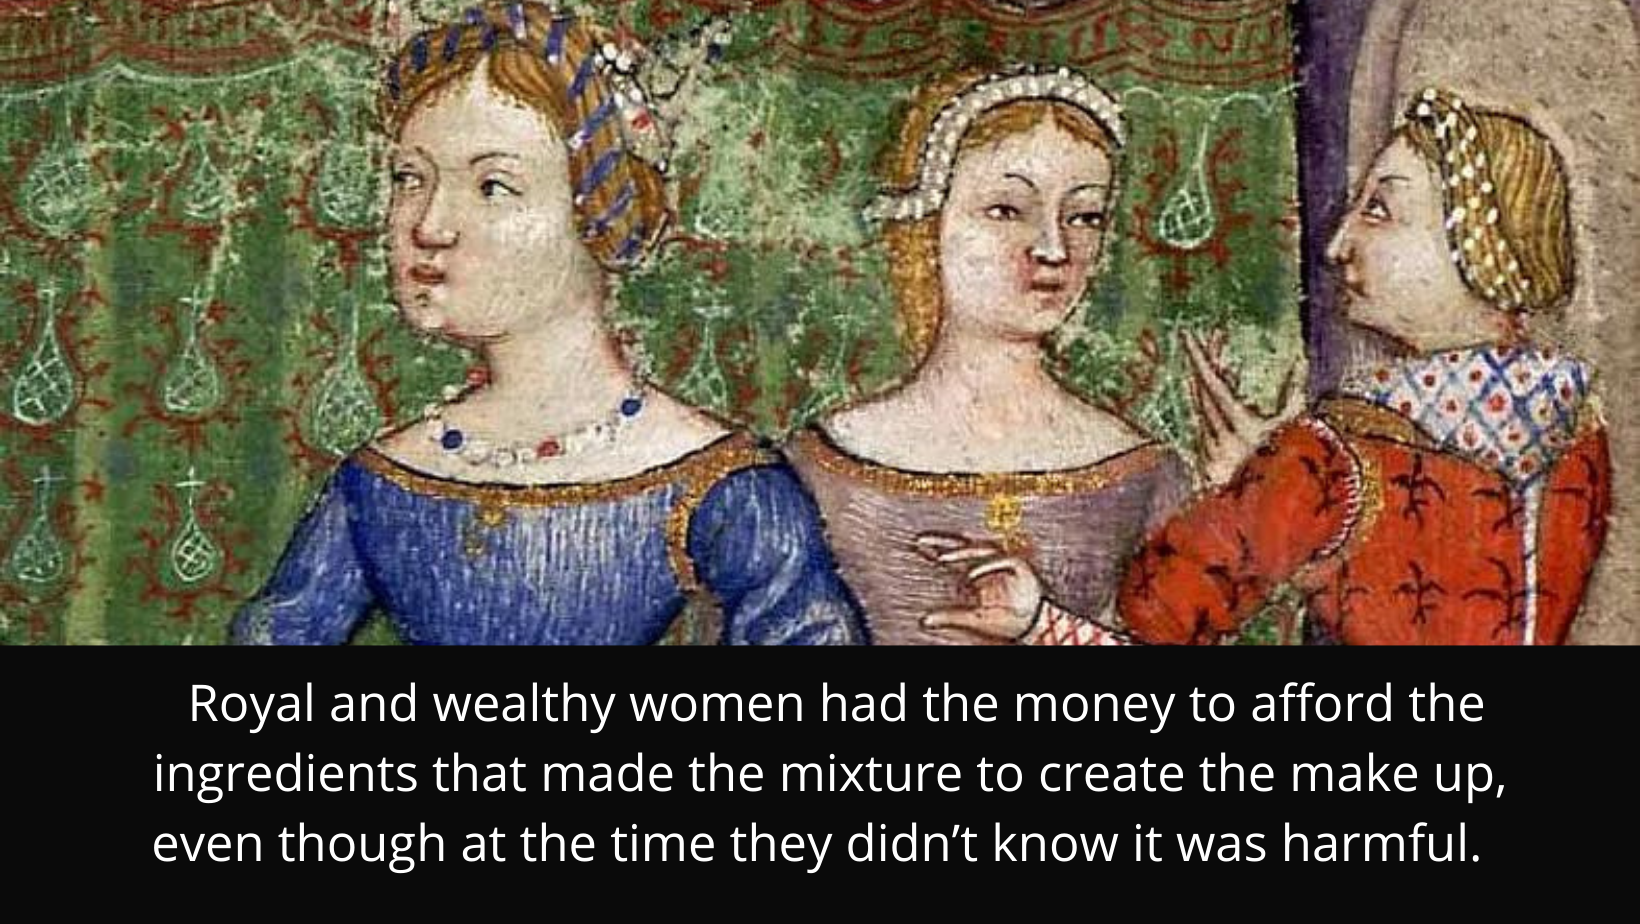 Royal and wealthy women had the money to afford the
ingredients that made the mixture to create the make up,
even though at the time they didn’t know it was harmful.